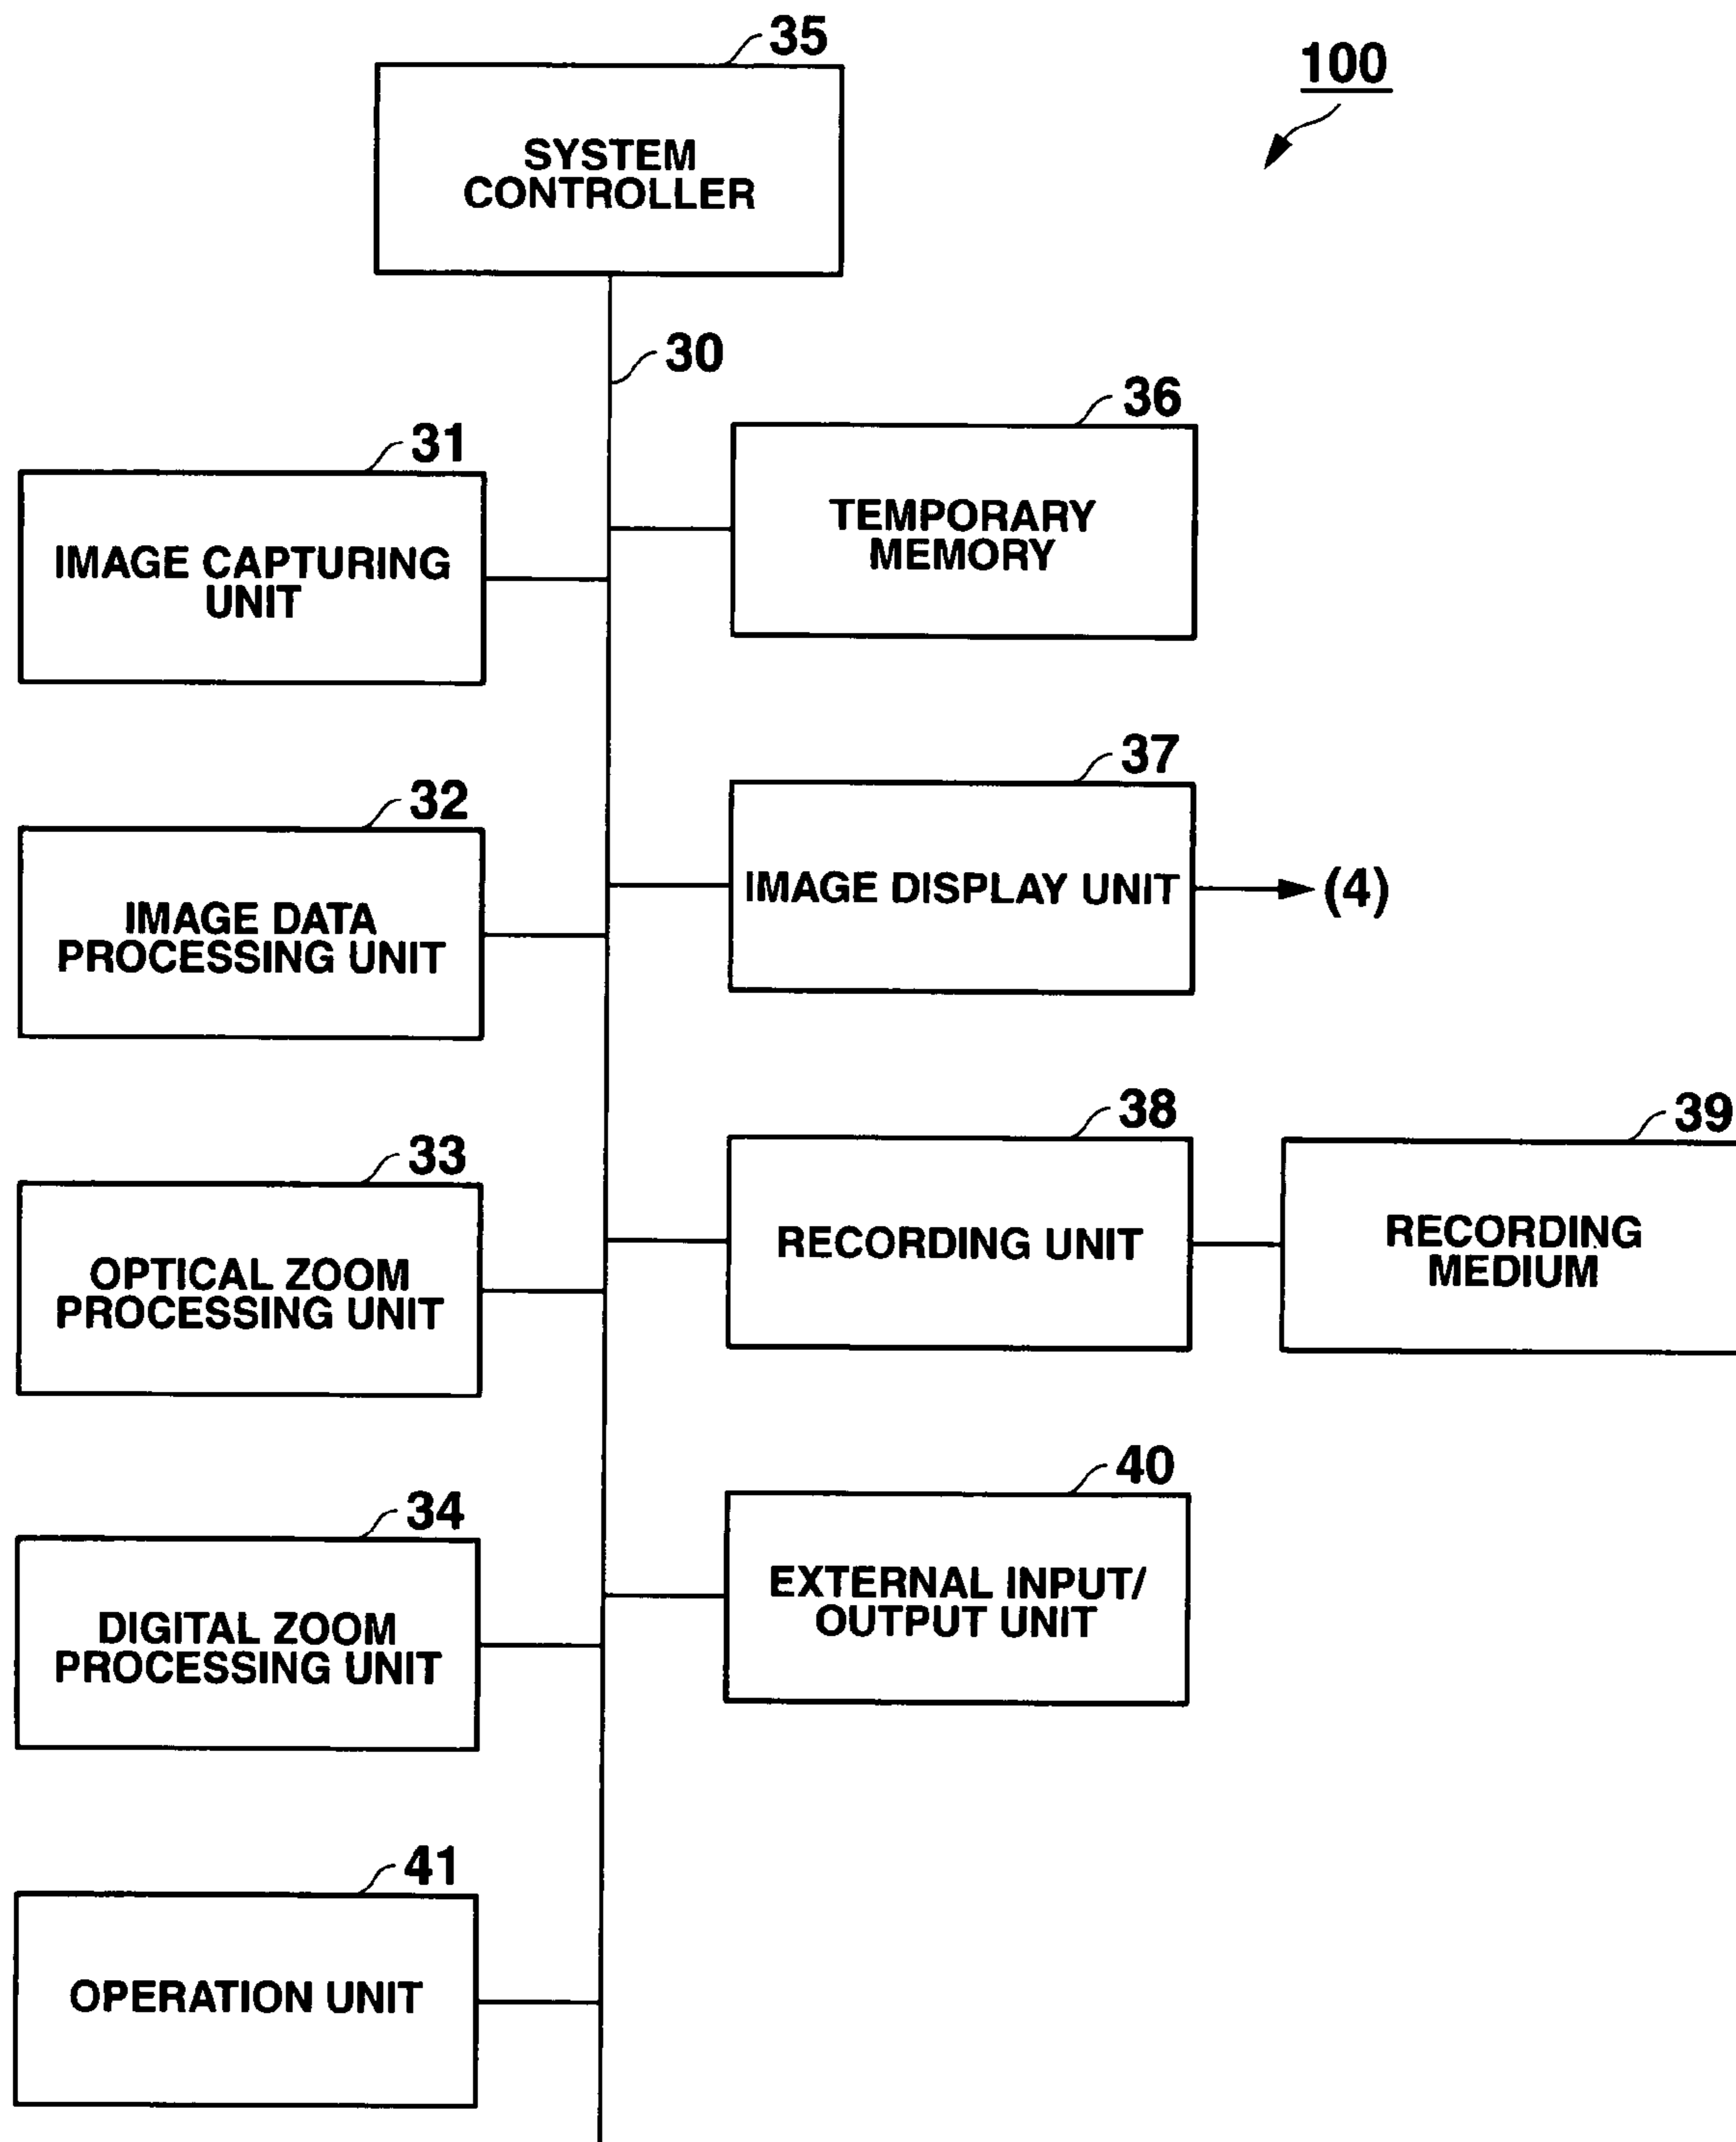 35
100
SYSTEM
CONTROLLER
30
36
31
TEMPORARY
MEMORY
IMAGE CAPTURING
UNIT
37
32
IMAGE DISPLAY UNIT
(4)
IMAGE DATA
PROCESSING UNIT
38
39
33
RECORDING UNIT
RECORDING
MEDIUM
OPTICAL ZOOM
PROCESSING UNIT
40
34
EXTERNAL INPUT/
OUTPUT UNIT
DIGITAL ZOOM
PROCESSING UNIT
41
OPERATION UNIT